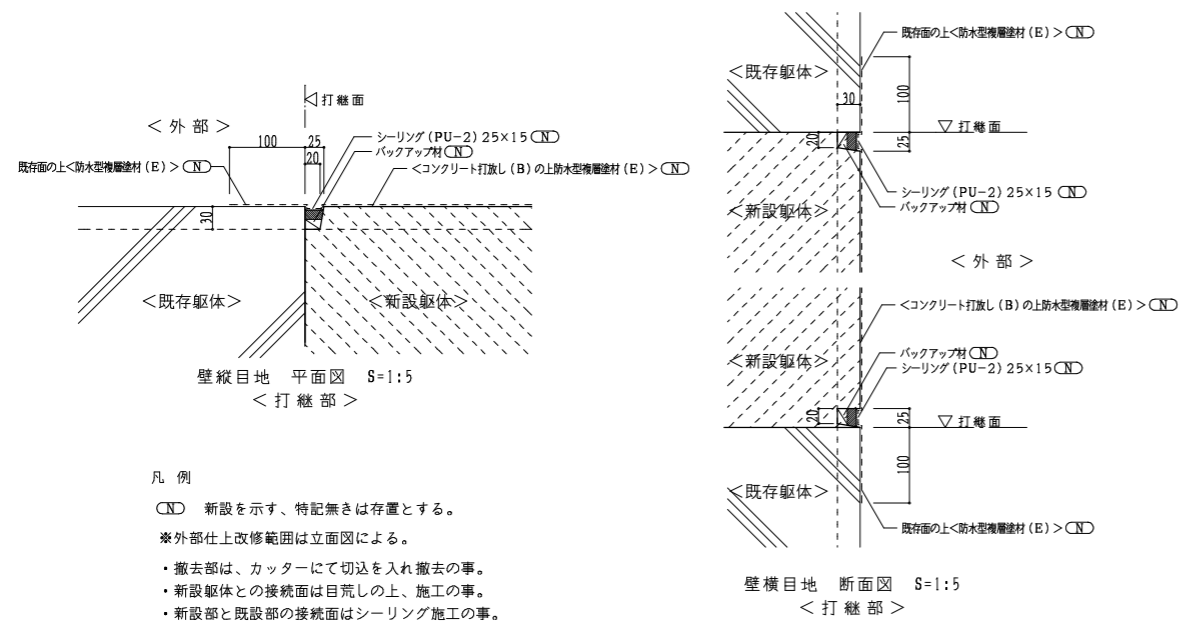 打継面
＜外部＞
100
25
20
シーリング(PU-2) 25×15 N
バックアップ材 N
既存面の上<防水型複層塗材(E)> N
<コンクリート打放し(B)の上防水型複層塗材(E)> N
30
＜既存躯体＞
＜新設躯体＞
壁縦目地　平面図　S=1:5
＜打継部＞
凡 例
N 新設を示す、特記無きは存置とする。
※外部仕上改修範囲は立面図による。
・撤去部は、カッターにて切込を入れ撤去の事。
・新設躯体との接続面は目荒しの上、施工の事。
・新設部と既設部の接続面はシーリング施工の事。
既存面の上<防水型複層塗材(E)> N
＜既存躯体＞
30
100
▽ 打継面
20
25
シーリング(PU-2) 25×15 N
バックアップ材 N
＜新設躯体＞
＜外部＞
<コンクリート打放し(B)の上防水型複層塗材(E)> N
＜新設躯体＞
バックアップ材 N
シーリング(PU-2) 25×15 N
20
25
▽ 打継面
100
＜既存躯体＞
既存面の上<防水型複層塗材(E)> N
壁横目地　断面図　S=1:5
＜打継部＞